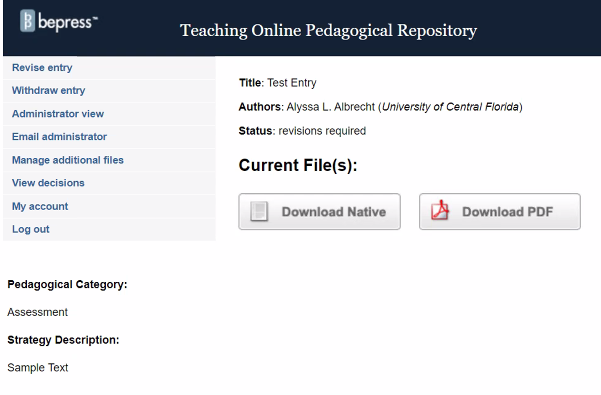 bepress™
Teaching Online Pedagogical Repository
Revise entry
Withdraw entry
Administrator view
Email administrator
Manage additional files
View decisions
My account
Log out
Title: Test Entry
Authors: Alyssa L. Albrecht (University of Central Florida)
Status: revisions required
Current File(s):
Download Native
Download PDF
Pedagogical Category:
Assessment
Strategy Description:
Sample Text